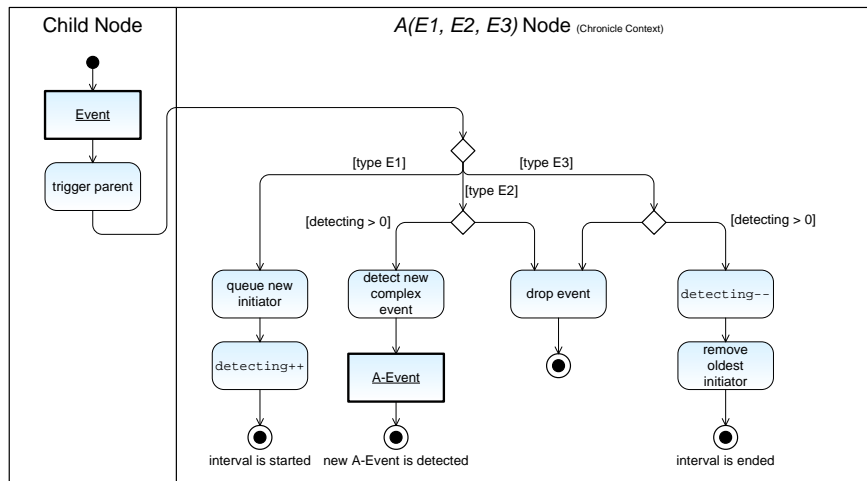 Child Node
A(E1, E2, E3) Node (Chronicle Context)
Event
trigger parent
[type E1]
[type E3]
[type E2]
[detecting > 0]
[detecting > 0]
queue new
initiator
detect new
complex
event
drop event
detecting--
detecting++
A-Event
remove
oldest
initiator
interval is started
new A-Event is detected
interval is ended